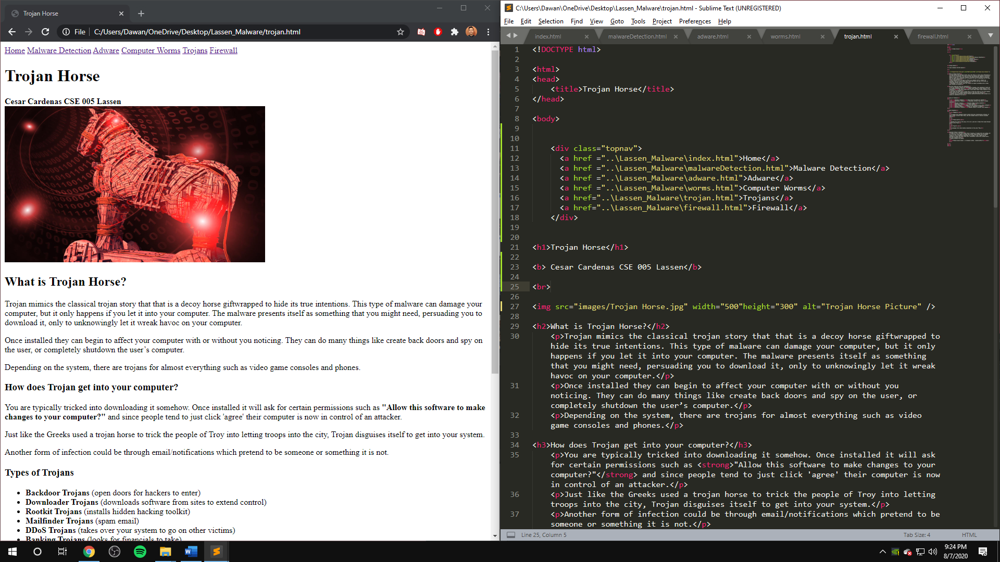 Trojan Horse
File C:/Users/Dawan/OneDrive/Desktop/Lassen_Malware/trojan.html
Home Malware Detection Adware Computer Worms Trojans Firewall
Trojan Horse
Cesar Cardenas CSE 005 Lassen
What is Trojan Horse?
Trojan mimics the classical trojan story that that is a decoy horse giftwrapped to hide its true intentions. This type of malware can damage your
computer, but it only happens if you let it into your computer. The malware presents itself as something that you might need, persuading you to
download it, only to unknowingly let it wreak havoc on your computer.
Once installed they can begin to affect your computer with or without you noticing. They can do many things like create back doors and spy on
the user, or completely shutdown the user’s computer.
Depending on the system, there are trojans for almost everything such as video game consoles and phones.
How does Trojan get into your computer?
You are typically tricked into downloading it somehow. Once installed it will ask for certain permissions such as "Allow this software to make
changes to your computer?" and since people tend to just click 'agree' their computer is now in control of an attacker.
Just like the Greeks used a trojan horse to trick the people of Troy into letting troops into the city, Trojan disguises itself to get into your system.
Another form of infection could be through email/notifications which pretend to be someone or something it is not.
Types of Trojans
• Backdoor Trojans (open doors for hackers to enter)
• Downloader Trojans (downloads software from sites to extend control)
• Rootkit Trojans (installs hidden hacking toolkit)
• Mailfinder Trojans (spam email)
• DDoS Trojans (takes over your system to go on other victims)
• Banking Trojans (looks for financials to take)
C:\Users\Dawan\OneDrive\Desktop\Lassen_Malware\trojan.html - Sublime Text (UNREGISTERED)
File Edit Selection Find View Goto Tools Project Preferences Help
index.html malwareDetection.html adware.html worms.html trojan.html firewall.html
1 <!DOCTYPE html>
2
3 <html>
4 <head>
5 <title>Trojan Horse</title>
6 </head>
7
8 <body>
9
10
11 <div class="topnav">
12 <a href ="..\Lassen_Malware\index.html">Home</a>
13 <a href ="..\Lassen_Malware\malwareDetection.html">Malware Detection</a>
14 <a href ="..\Lassen_Malware\adware.html">Adware</a>
15 <a href ="..\Lassen_Malware\worms.html">Computer Worms</a>
16 <a href="..\Lassen_Malware\trojan.html">Trojans</a>
17 <a href="..\Lassen_Malware\firewall.html">Firewall</a>
18 </div>
19
20
21 <h1>Trojan Horse</h1>
22
23 <b> Cesar Cardenas CSE 005 Lassen</b>
24
25 <br>
26
27 <img src="images/Trojan Horse.jpg" width="500"height="300" alt="Trojan Horse Picture" />
28
29 <h2>What is Trojan Horse?</h2>
30 <p>Trojan mimics the classical trojan story that that is a decoy horse giftwrapped to
hide its true intentions. This type of malware can damage your computer, but it only
happens if you let it into your computer. The malware presents itself as something
that you might need, persuading you to download it, only to unknowingly let it wreak
havoc on your computer.</p>
31 <p>Once installed they can begin to affect your computer with or without you
noticing. They can do many things like create back doors and spy on the user, or
completely shutdown the user’s computer.</p>
32 <p>Depending on the system, there are trojans for almost everything such as video
game consoles and phones.</p>
33
34 <h3>How does Trojan get into your computer?</h3>
35 <p>You are typically tricked into downloading it somehow. Once installed it will ask
for certain permissions such as <strong>"Allow this software to make changes to your
computer?"</strong> and since people tend to just click 'agree' their computer is now
in control of an attacker.</p>
36 <p>Just like the Greeks used a trojan horse to trick the people of Troy into letting
troops into the city, Trojan disguises itself to get into your system.</p>
37 <p>Another form of infection could be through email/notifications which pretend to be
someone or something it is not.</p>
Line 25, Column 5 Tab Size: 4 HTML
9:24 PM
8/7/2020